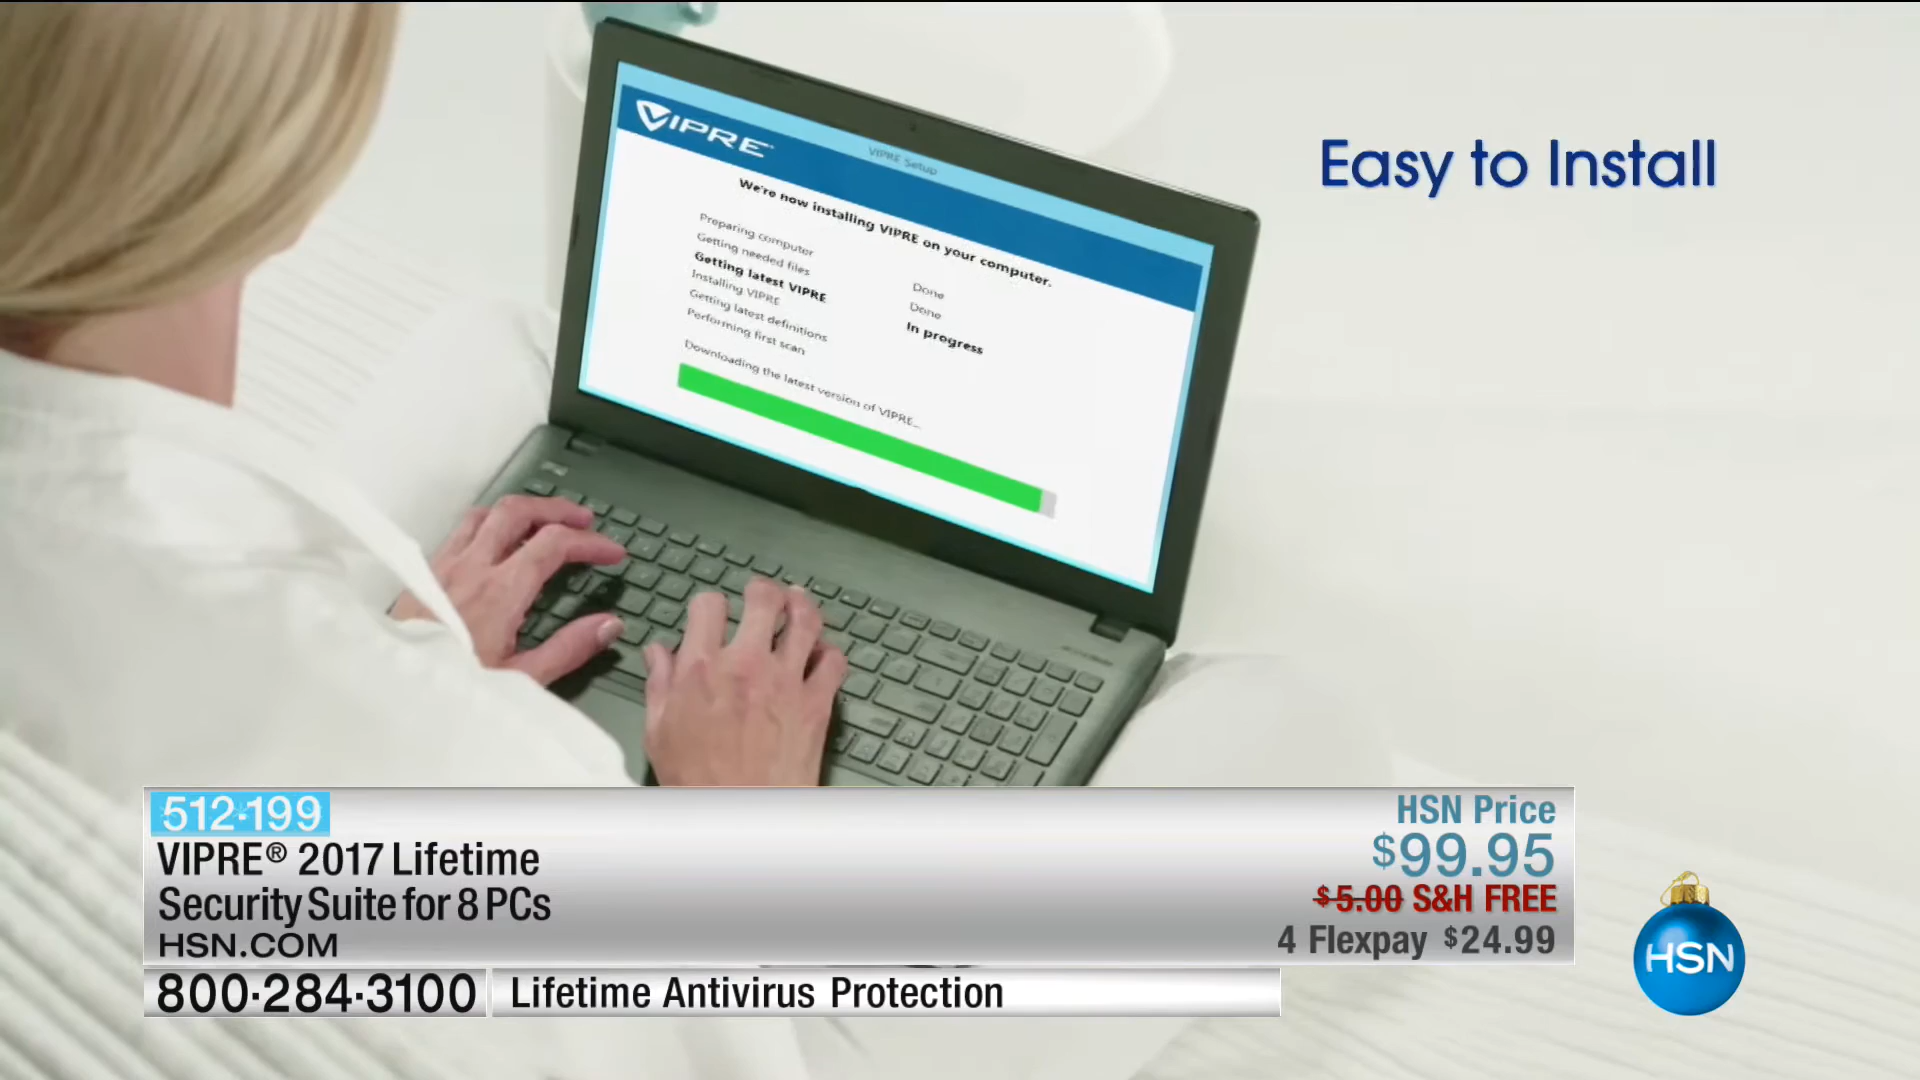 VIPRE
VIPRE Setup
Easy to Install
We're now installing VIPRE on your computer.
Preparing computer Done
Getting needed files Done
Getting latest VIPRE In progress
Installing VIPRE
Getting latest definitions
Performing first scan
Downloading the latest version of VIPRE...
512-199
VIPRE® 2017 Lifetime
Security Suite for 8 PCs
HSN.COM
HSN Price
$99.95
$5.00 S&H FREE
4 Flexpay $24.99
800·284·3100
Lifetime Antivirus Protection
HSN